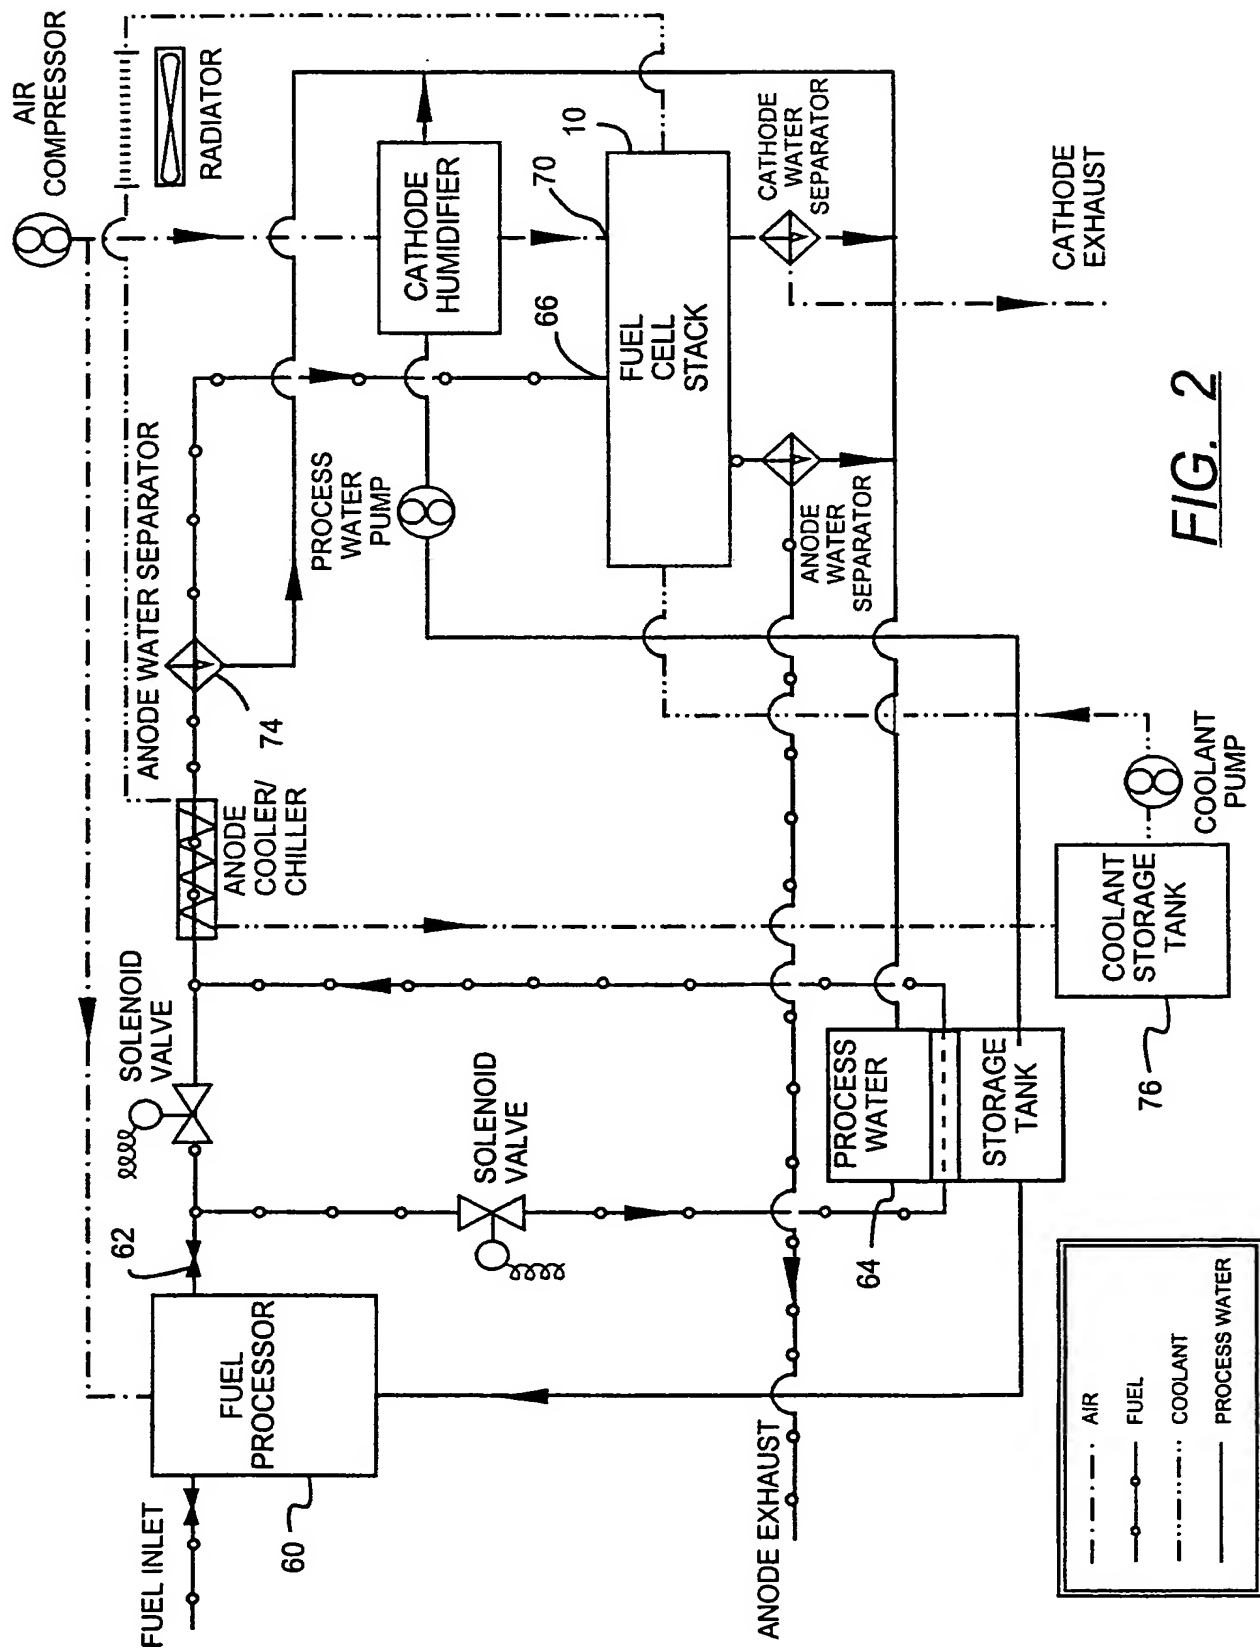 AIR
COMPRESSOR
RADIATOR
ANODE WATER SEPARATOR
74
ANODE
COOLER/
CHILLER
SOLENOID
VALVE
62
FUEL INLET
FUEL
PROCESSOR
60
SOLENOID
VALVE
PROCESS
WATER
PUMP
CATHODE
HUMIDIFIER
66
70
10
FUEL
CELL
STACK
CATHODE
WATER
SEPARATOR
ANODE
WATER
SEPARATOR
CATHODE
EXHAUST
ANODE EXHAUST
64
PROCESS
WATER
STORAGE
TANK
COOLANT
STORAGE
TANK
76
COOLANT
PUMP
AIR
FUEL
COOLANT
PROCESS WATER
FIG. 2